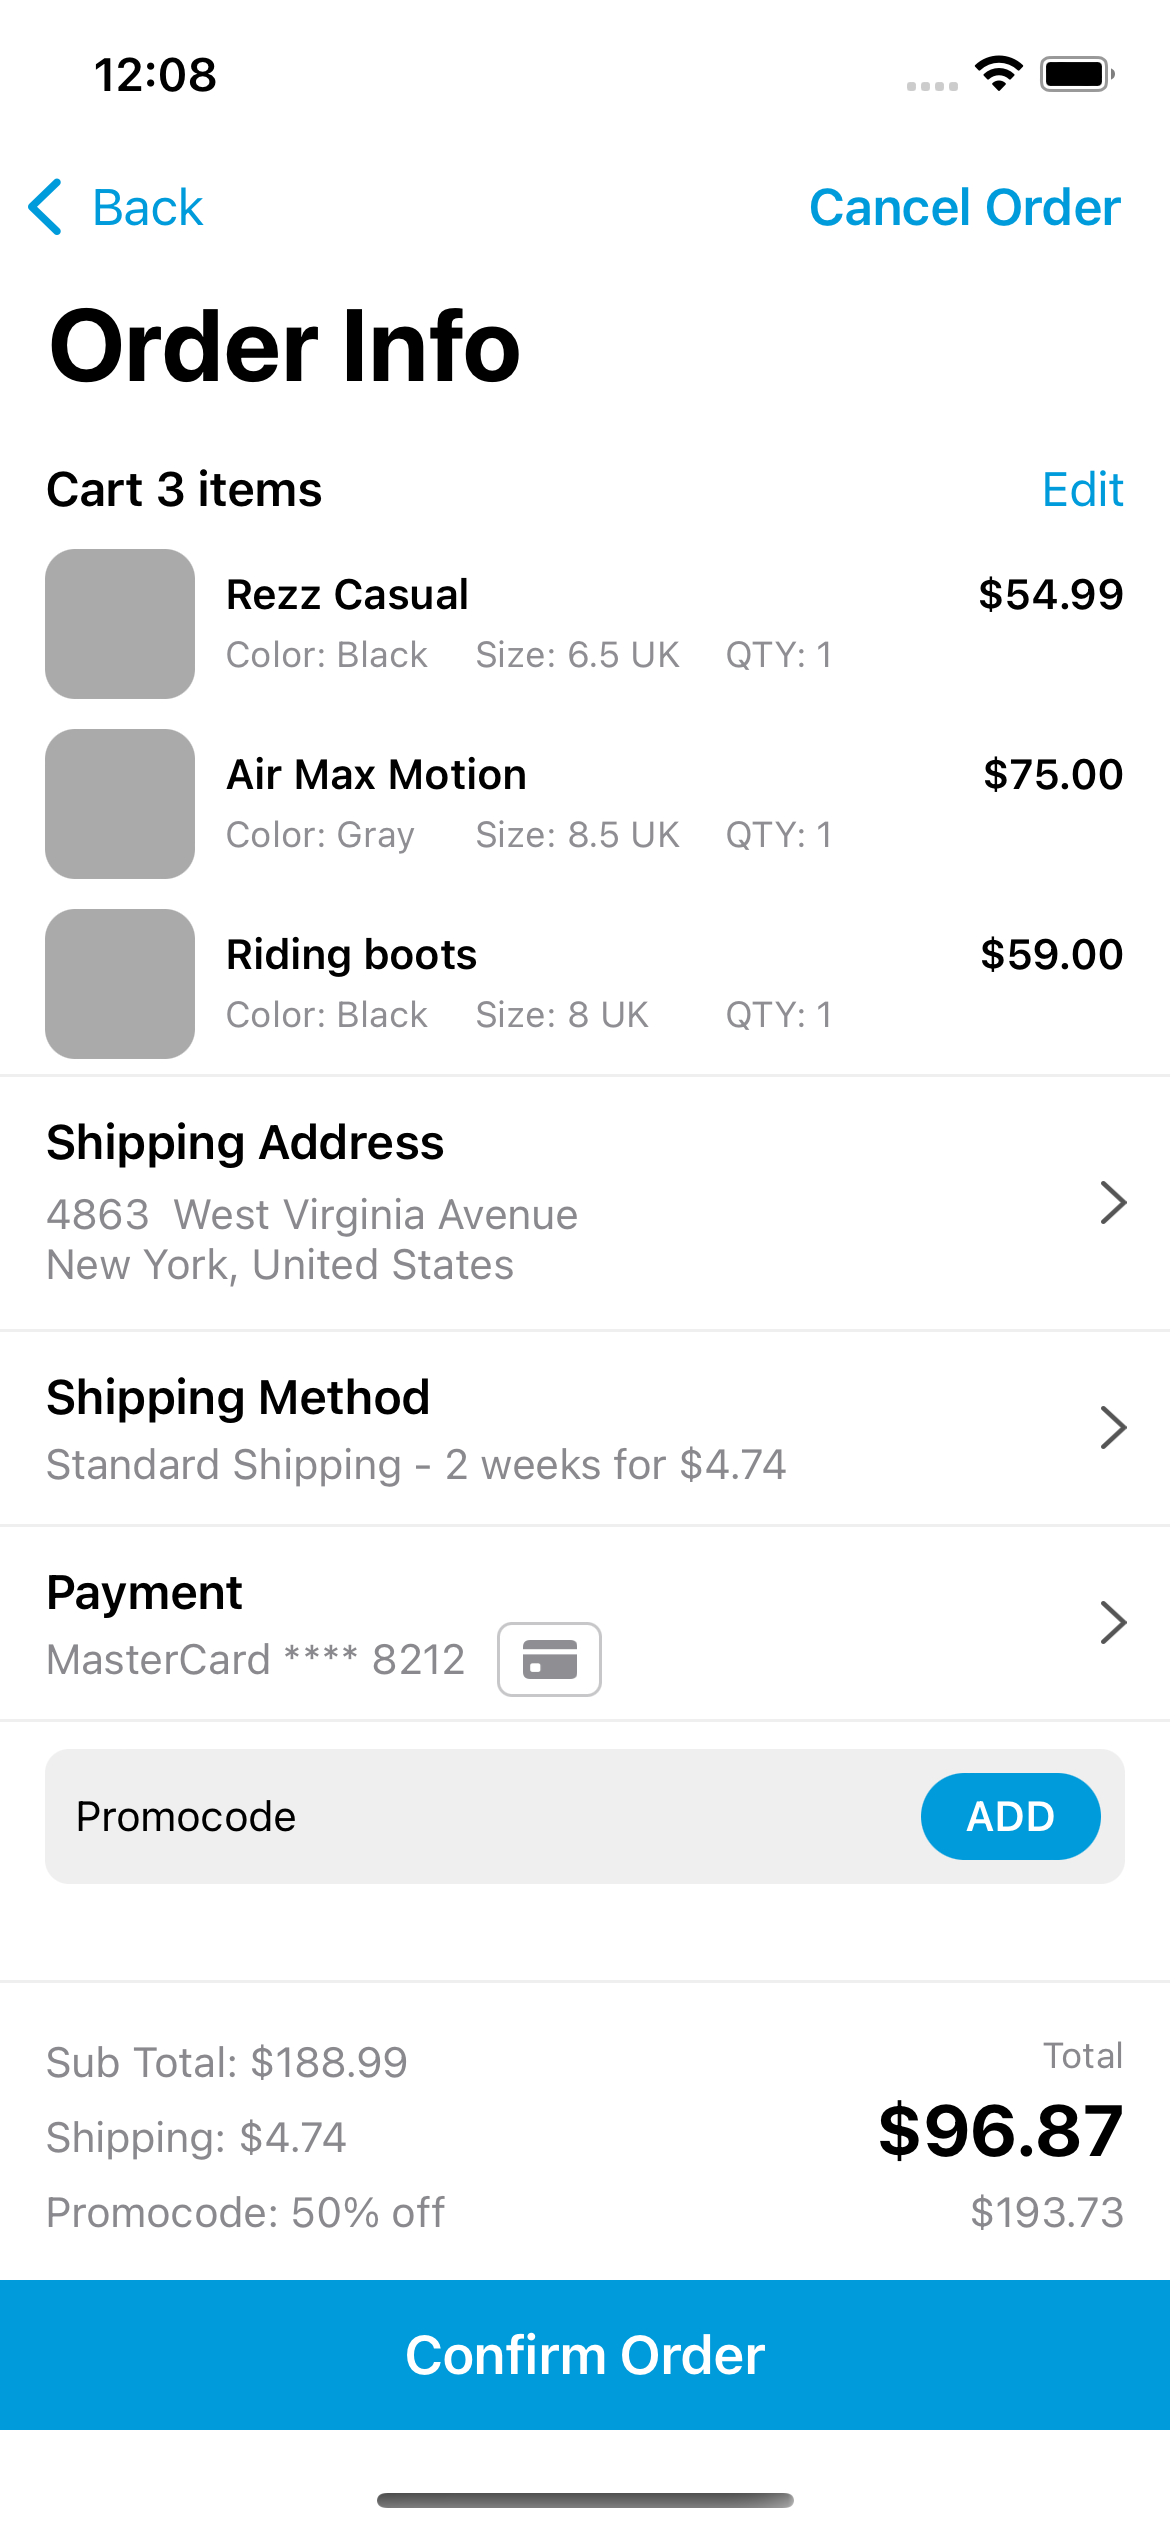 12:08
Back
Cancel Order
Order Info
Cart 3 items
Edit
Rezz Casual
$54.99
Color: Black Size: 6.5 UK QTY: 1
Air Max Motion
$75.00
Color: Gray Size: 8.5 UK QTY: 1
Riding boots
$59.00
Color: Black Size: 8 UK QTY: 1
Shipping Address
4863  West Virginia Avenue
New York, United States
Shipping Method
Standard Shipping - 2 weeks for $4.74
Payment
MasterCard **** 8212
Promocode
ADD
Sub Total: $188.99
Total
Shipping: $4.74
$96.87
Promocode: 50% off
$193.73
Confirm Order